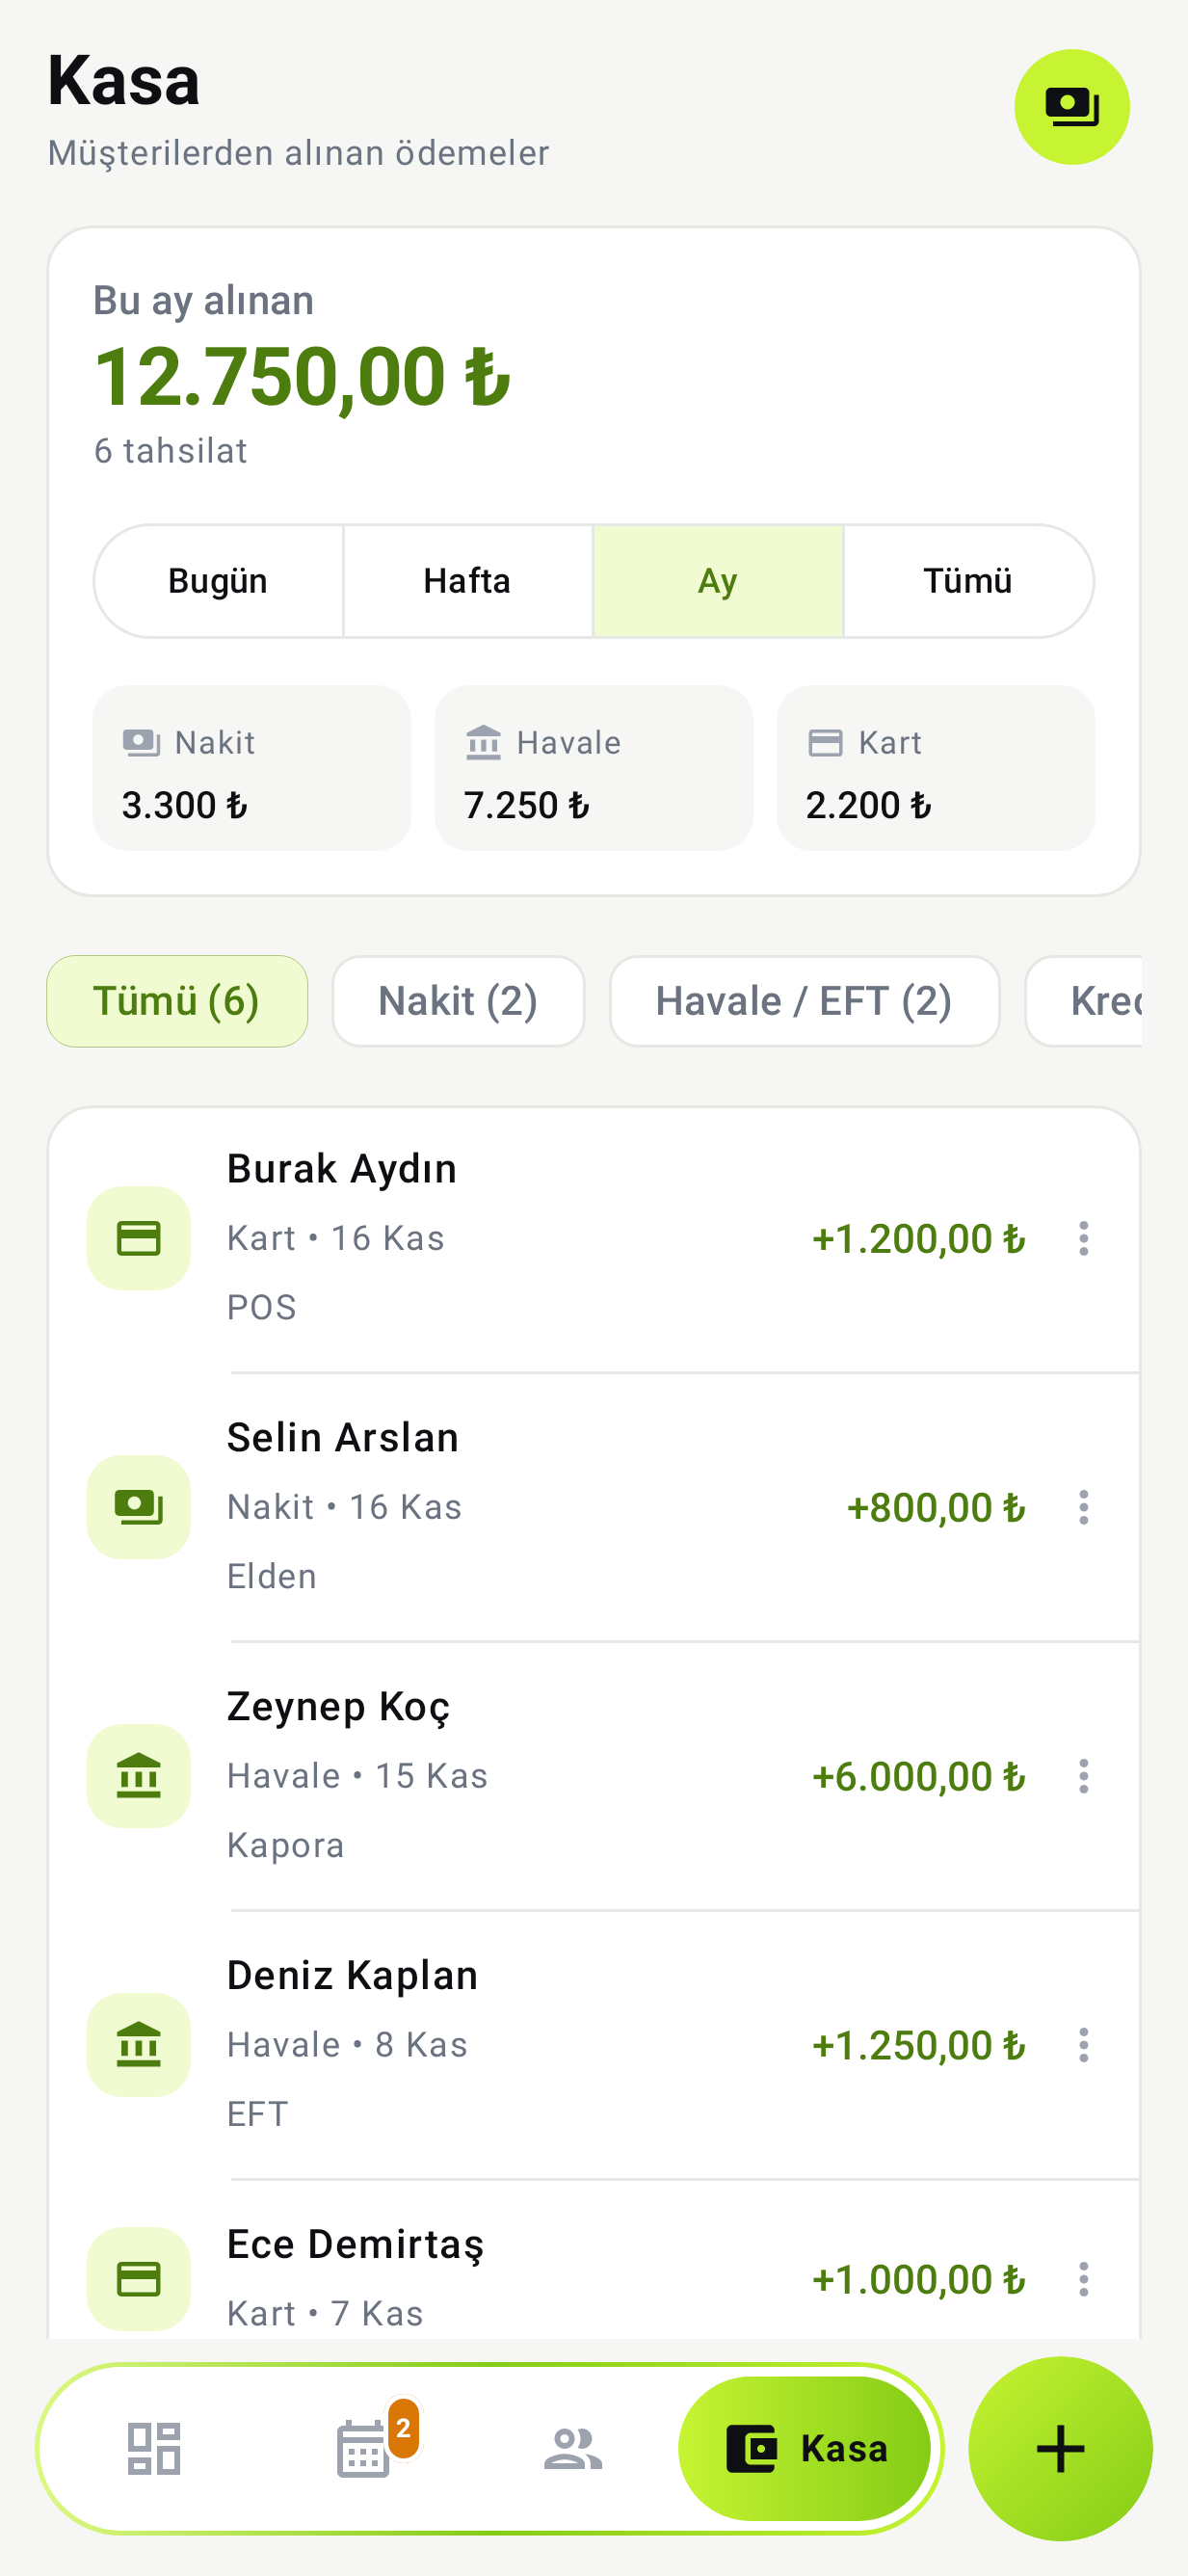 Kasa
Müşterilerden alınan ödemeler
Bu ay alınan
12.750,00 ₺
6 tahsilat
Bugün
Hafta
Ay
Tümü
Nakit
3.300 ₺
Havale
7.250 ₺
Kart
2.200 ₺
Tümü (6)
Nakit (2)
Havale / EFT (2)
Burak Aydın
Kart • 16 Kas
+1.200,00 ₺
POS
Selin Arslan
Nakit • 16 Kas
+800,00 ₺
Elden
Zeynep Koç
Havale • 15 Kas
+6.000,00 ₺
Kapora
Deniz Kaplan
Havale • 8 Kas
+1.250,00 ₺
EFT
Ece Demirtaş
Kart • 7 Kas
+1.000,00 ₺
2
Kasa